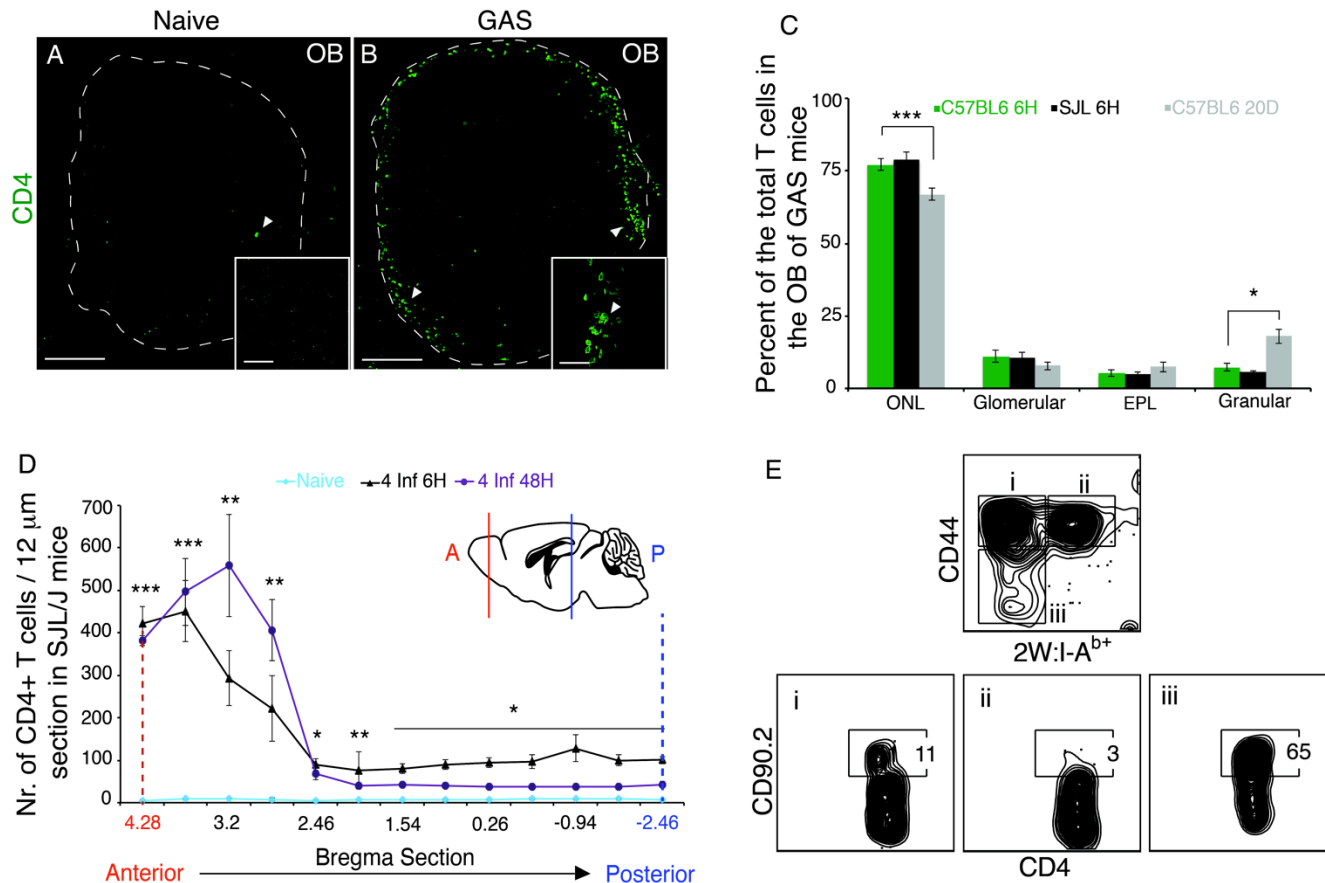 Naive
GAS
A
OB
B
OB
CD4
C
Percent of the total T cells in
the OB of GAS mice
C57BL6 6H
SJL 6H
C57BL6 20D
100
75
50
25
0
***
*
ONL
Glomerular
EPL
Granular
D
Naive
4 Inf 6H
4 Inf 48H
Nr. of CD4+ T cells / 12 μm
section in SJL/J mice
700
600
500
400
300
200
100
0
***
***
**
**
*
**
*
A
P
4.28
3.2
2.46
1.54
0.26
-0.94
-2.46
Bregma Section
Anterior
Posterior
E
CD44
i
ii
iii
2W:I-Ab+
CD90.2
i
11
ii
3
iii
65
CD4